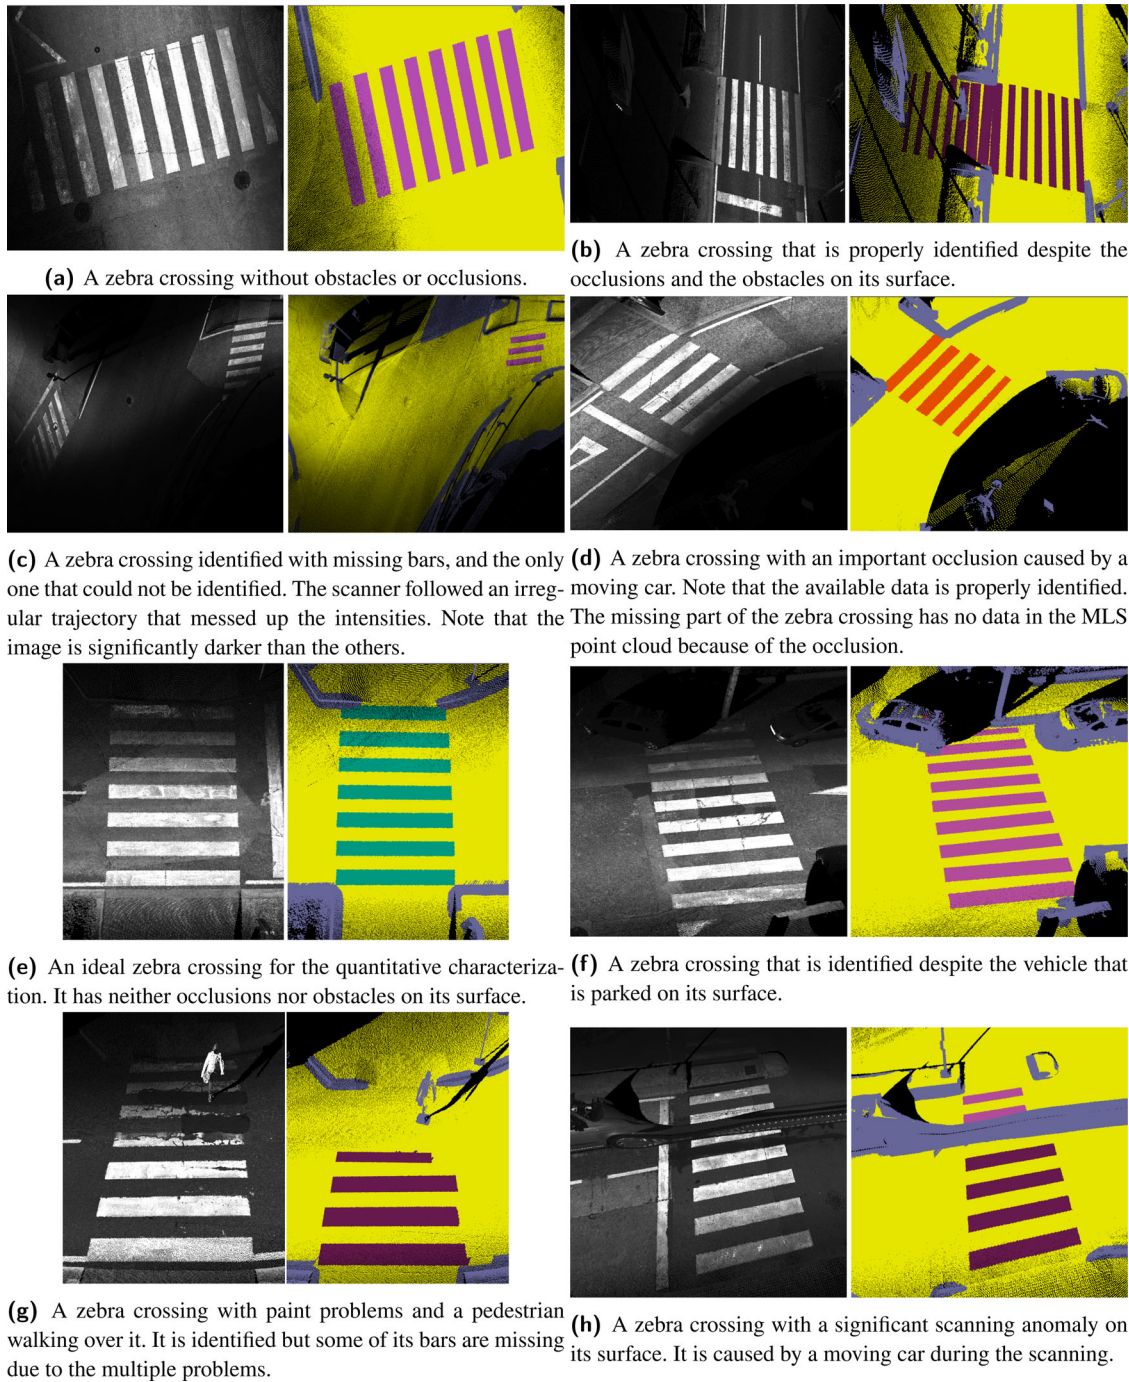 (a) A zebra crossing without obstacles or occlusions.
(b) A zebra crossing that is properly identified despite the
occlusions and the obstacles on its surface.
(c) A zebra crossing identified with missing bars, and the only
one that could not be identified. The scanner followed an irreg-
ular trajectory that messed up the intensities. Note that the
image is significantly darker than the others.
(d) A zebra crossing with an important occlusion caused by a
moving car. Note that the available data is properly identified.
The missing part of the zebra crossing has no data in the MLS
point cloud because of the occlusion.
(e) An ideal zebra crossing for the quantitative characteriza-
tion. It has neither occlusions nor obstacles on its surface.
(f) A zebra crossing that is identified despite the vehicle that
is parked on its surface.
(g) A zebra crossing with paint problems and a pedestrian
walking over it. It is identified but some of its bars are missing
due to the multiple problems.
(h) A zebra crossing with a significant scanning anomaly on
its surface. It is caused by a moving car during the scanning.